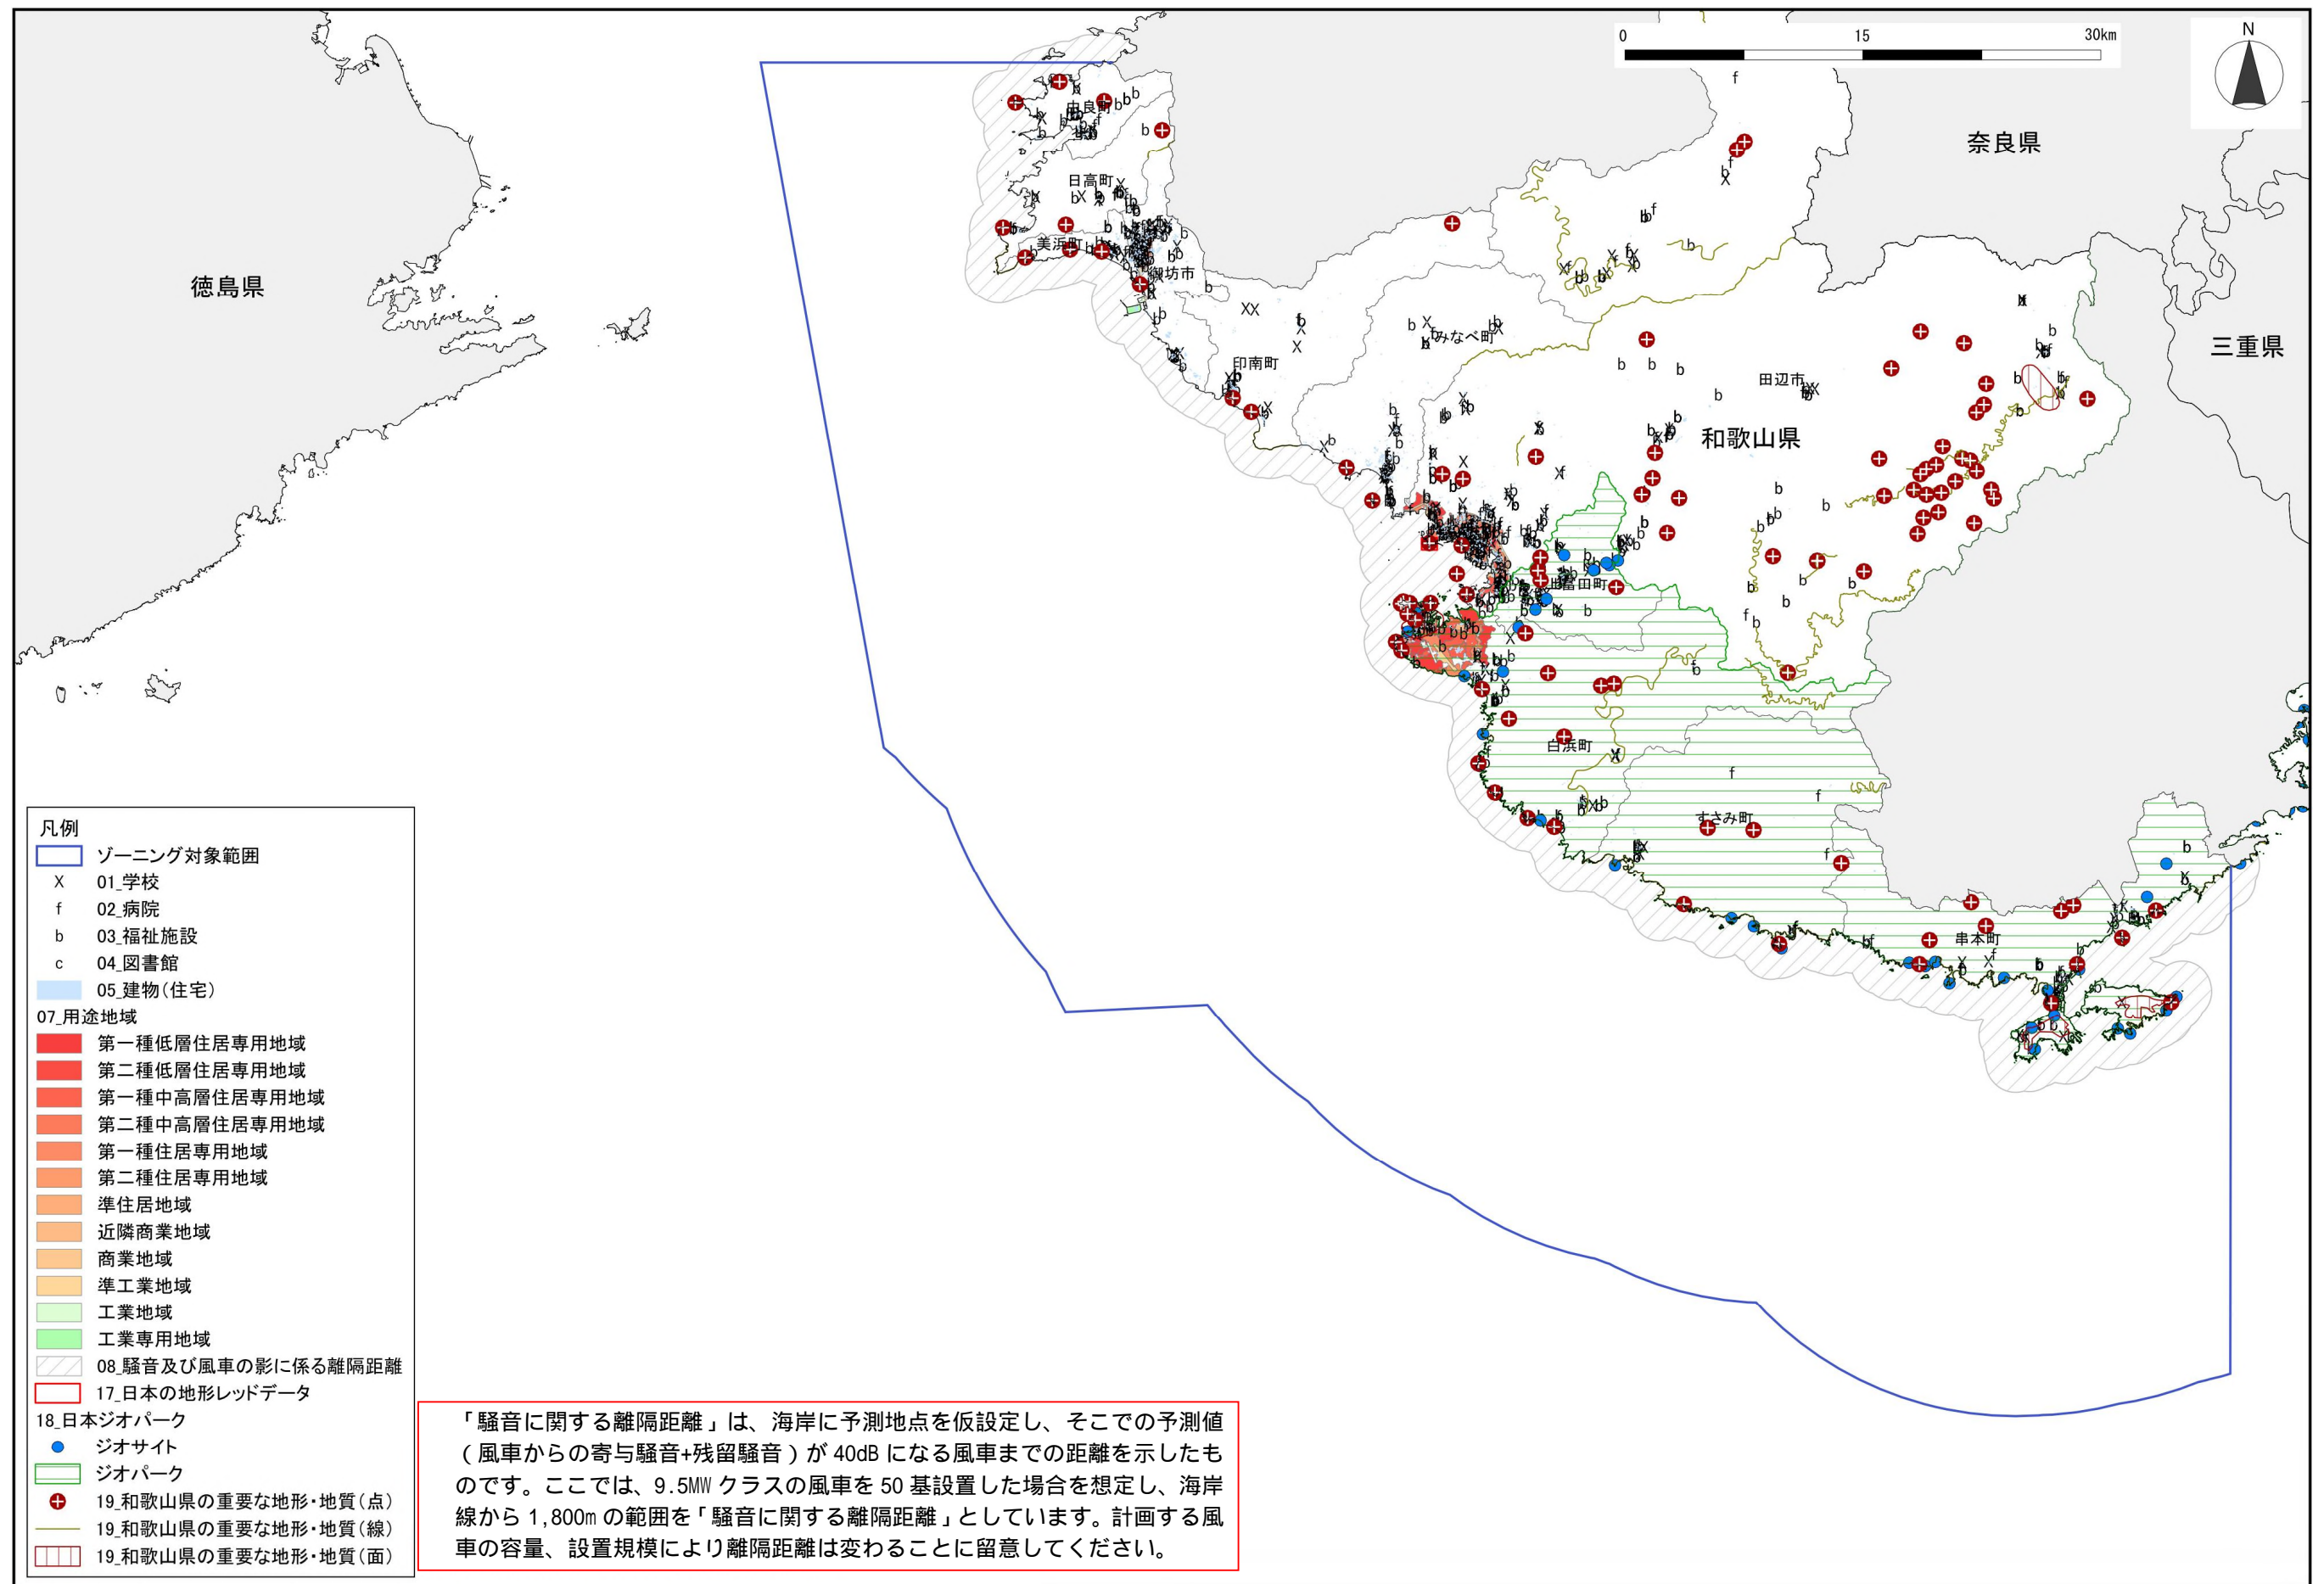 0 15 30km
N
奈良県
徳島県
三重県
和歌山県
由良町
日高町
美浜町
御坊市
印南町
みなべ町
田辺市
上富田町
白浜町
すさみ町
串本町
凡例
ゾーニング対象範囲
X 01_学校
f 02_病院
b 03_福祉施設
c 04_図書館
05_建物(住宅)
07_用途地域
第一種低層住居専用地域
第二種低層住居専用地域
第一種中高層住居専用地域
第二種中高層住居専用地域
第一種住居専用地域
第二種住居専用地域
準住居地域
近隣商業地域
商業地域
準工業地域
工業地域
工業専用地域
08_騒音及び風車の影に係る離隔距離
17_日本の地形レッドデータ
18_日本ジオパーク
ジオサイト
ジオパーク
19_和歌山県の重要な地形・地質(点)
19_和歌山県の重要な地形・地質(線)
19_和歌山県の重要な地形・地質(面)
「騒音に関する離隔距離」は、海岸に予測地点を仮設定し、そこでの予測値
(風車からの寄与騒音+残留騒音)が 40dB になる風車までの距離を示したも
のです。ここでは、9.5MW クラスの風車を 50 基設置した場合を想定し、海岸
線から 1,800m の範囲を「騒音に関する離隔距離」としています。計画する風
車の容量、設置規模により離隔距離は変わることに留意してください。